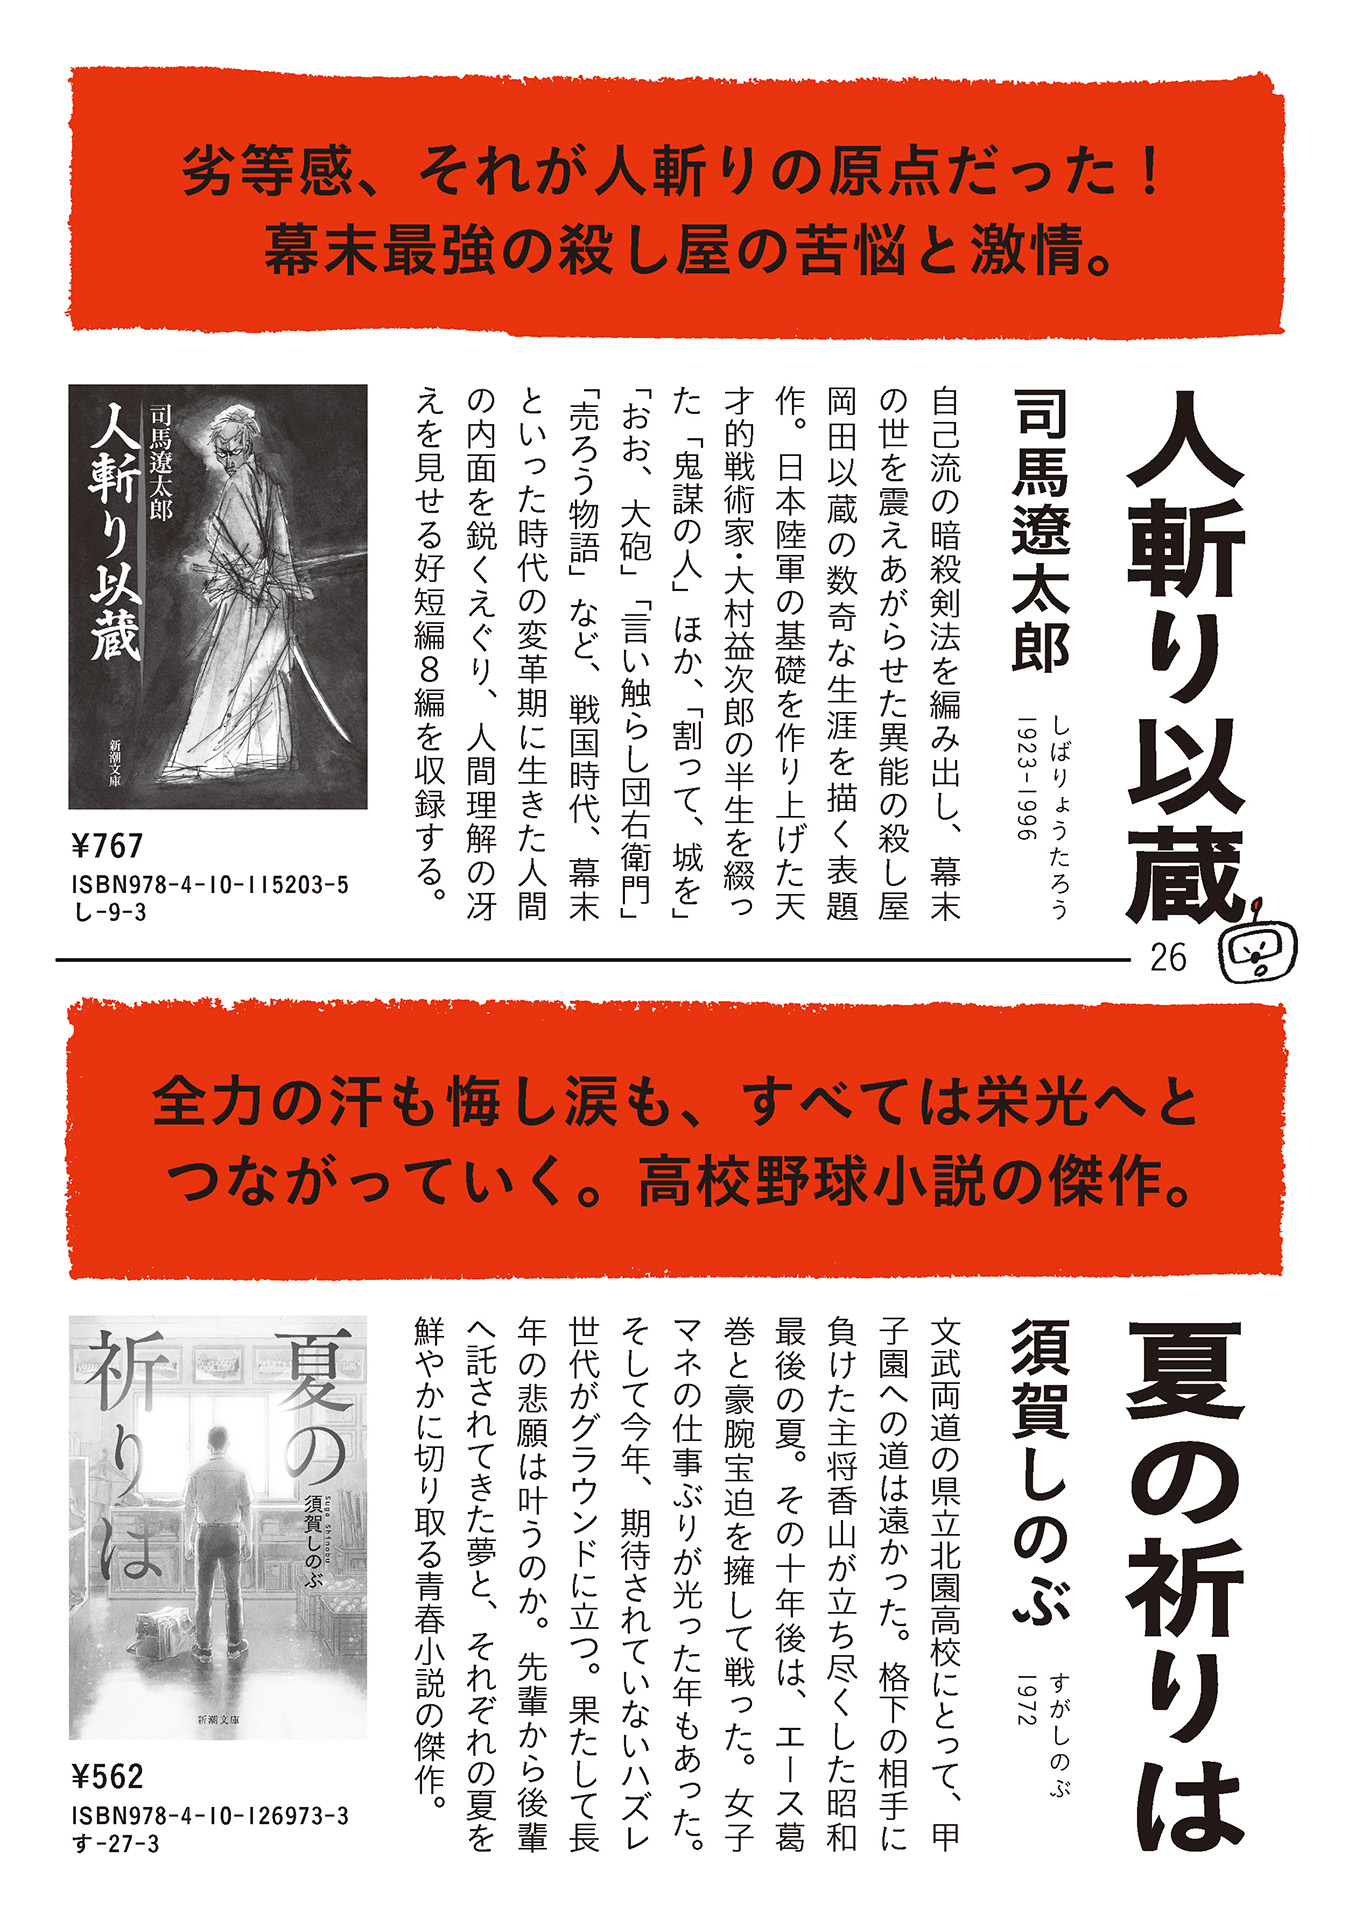 劣等感、それが人斬りの原点だった！
幕末最強の殺し屋の苦悩と激情。
人斬り以蔵
司馬遼太郎
しばりょうたろう
1923-1996
自己流の暗殺剣法を編み出し、幕末
の世を震えあがらせた異能の殺し屋
岡田以蔵の数奇な生涯を描く表題
作。日本陸軍の基礎を作り上げた天
才的戦術家・大村益次郎の半生を綴っ
た「鬼謀の人」ほか、「割って、城を」
「おお、大砲」「言い触らし団右衛門」
「売ろう物語」など、戦国時代、幕末
といった時代の変革期に生きた人間
の内面を鋭くえぐり、人間理解の冴
えを見せる好短編８編を収録する。
司馬遼太郎
人斬り以蔵
新潮文庫
¥767
ISBN978-4-10-115203-5
し-9-3
26
全力の汗も悔し涙も、すべては栄光へと
つながっていく。高校野球小説の傑作。
夏の祈りは
須賀しのぶ
すがしのぶ
1972
文武両道の県立北園高校にとって、甲
子園への道は遠かった。格下の相手に
負けた主将香山が立ち尽くした昭和
最後の夏。その十年後は、エース葛
巻と豪腕宝迫を擁して戦った。女子
マネの仕事ぶりが光った年もあった。
そして今年、期待されていないハズレ
世代がグラウンドに立つ。果たして長
年の悲願は叶うのか。先輩から後輩
へ託されてきた夢と、それぞれの夏を
鮮やかに切り取る青春小説の傑作。
夏の
祈りは
Suga Shinobu
須賀しのぶ
新潮文庫
¥562
ISBN978-4-10-126973-3
す-27-3